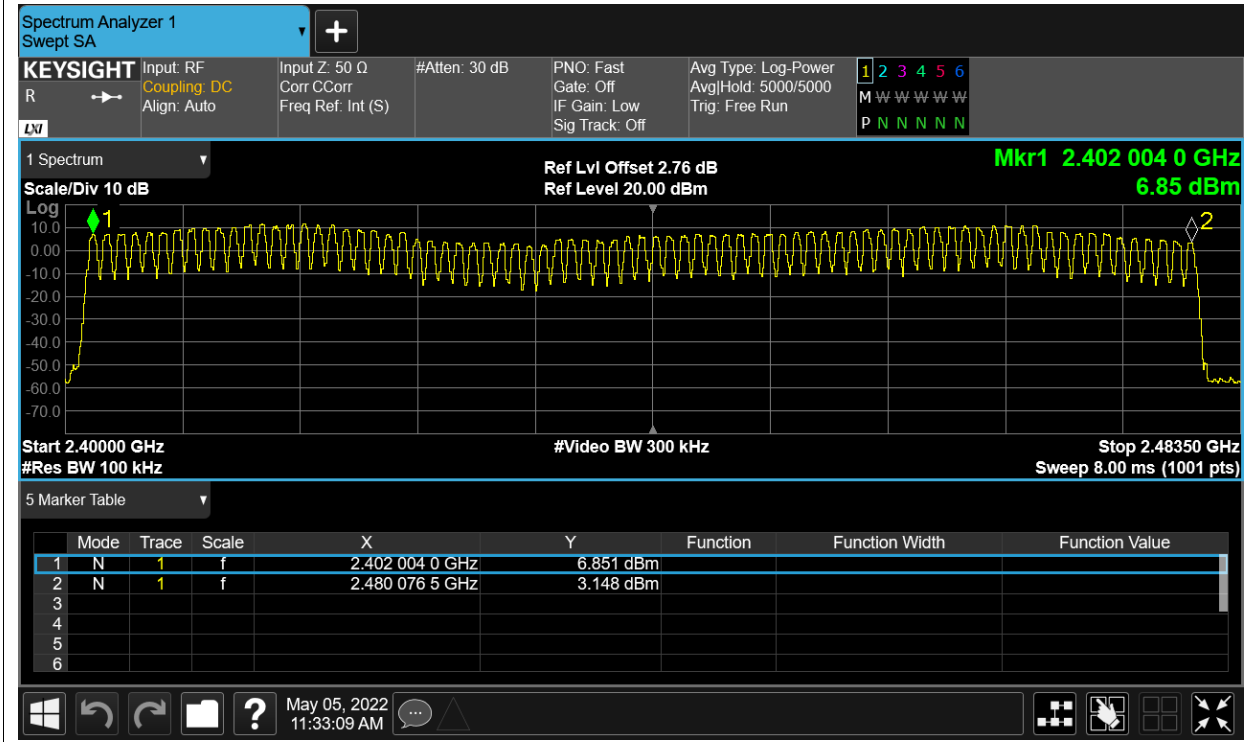 Spectrum Analyzer 1
Swept SA
+
KEYSIGHT Input: RF Input Z: 50 Ω #Atten: 30 dB PNO: Fast Avg Type: Log-Power 1 2 3 4 5 6
R Coupling: DC Corr CCorr Gate: Off Avg|Hold: 5000/5000 M W W W W W W
Align: Auto Freq Ref: Int (S) IF Gain: Low Trig: Free Run
LXI Sig Track: Off P N N N N N N
1 Spectrum Ref Lvl Offset 2.76 dB Mkr1 2.402 004 0 GHz
Scale/Div 10 dB Ref Level 20.00 dBm 6.85 dBm
Log
1 2
10.0
0.00
-10.0
-20.0
-30.0
-40.0
-50.0
-60.0
-70.0
Start 2.40000 GHz #Video BW 300 kHz Stop 2.48350 GHz
#Res BW 100 kHz Sweep 8.00 ms (1001 pts)
5 Marker Table
Mode Trace Scale X Y Function Function Width Function Value
1 N 1 f 2.402 004 0 GHz 6.851 dBm
2 N 1 f 2.480 076 5 GHz 3.148 dBm
3
4
5
6
? May 05, 2022
11:33:09 AM